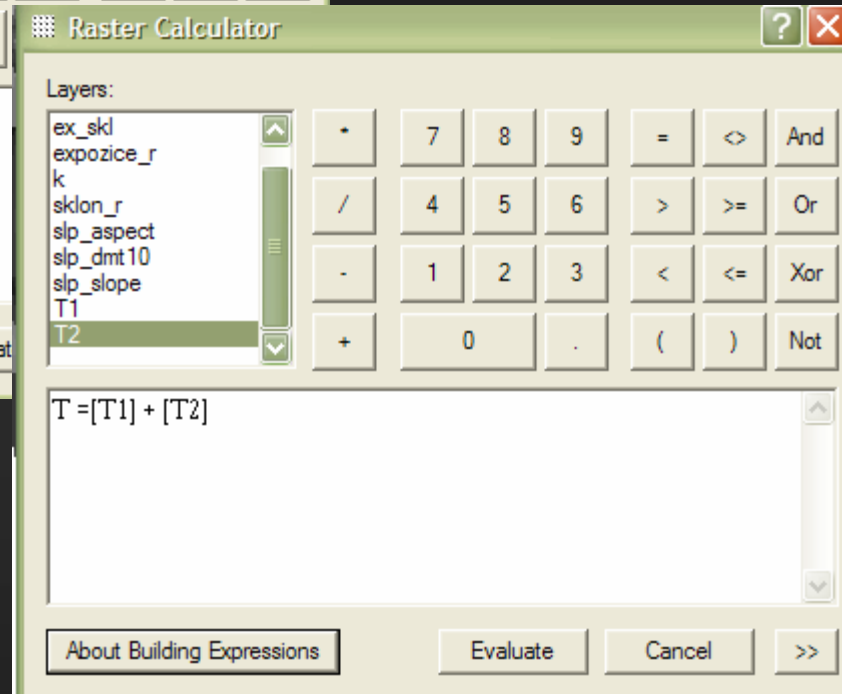 Raster Calculator
?
Layers:
ex_skl
expozice_r
k
sklon_r
slp_aspect
slp_dmt10
slp_slope
T1
T2
* 7 8 9 = <> And
/ 4 5 6 > >= Or
- 1 2 3 < <= Xor
+ 0 . ( ) Not
T =[T1] + [T2]
About Building Expressions Evaluate Cancel >>
at